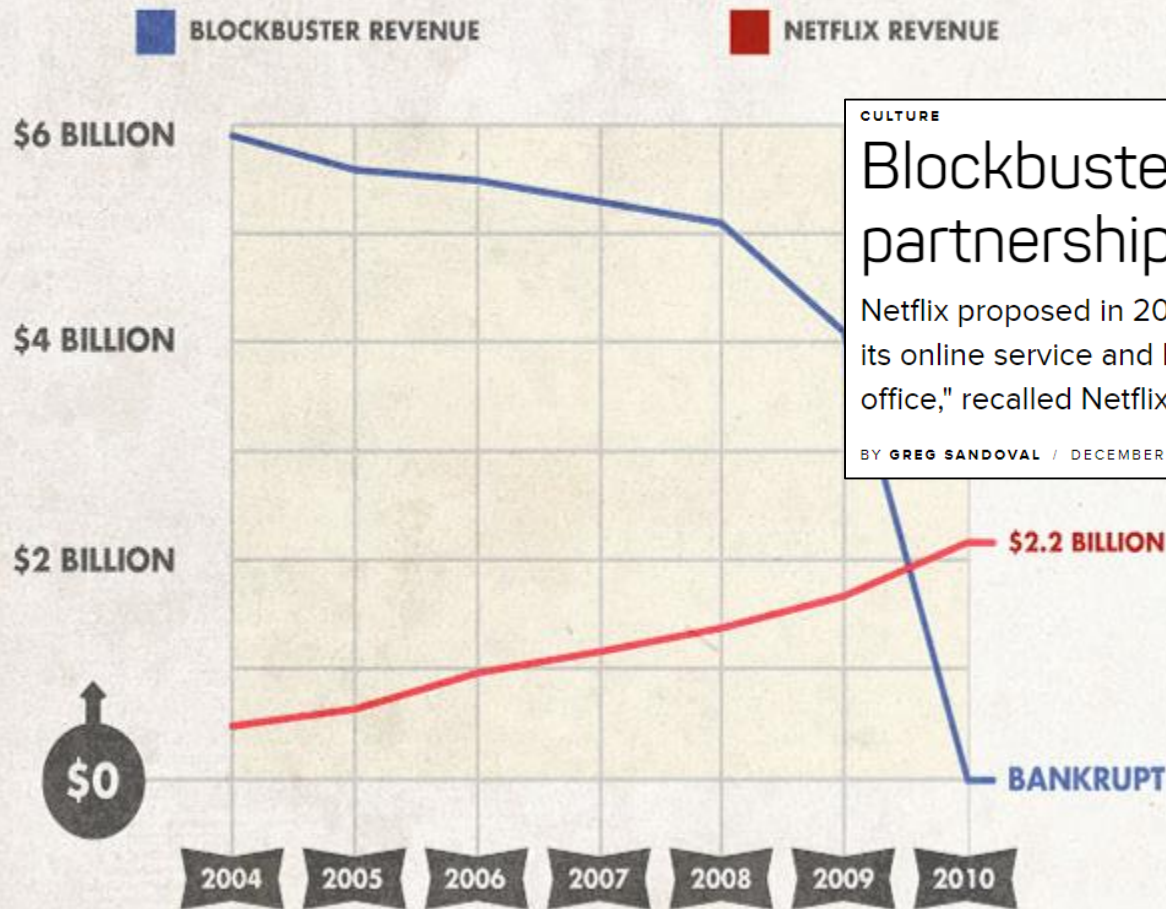 BLOCKBUSTER REVENUE
NETFLIX REVENUE
$6 BILLION
$4 BILLION
$2 BILLION
$0
CULTURE
Blockbuste
partnership
Netflix proposed in 20
its online service and
office," recalled Netflix
BY GREG SANDOVAL / DECEMBER
$2.2 BILLION
BANKRUPT
2004 2005 2006 2007 2008 2009 2010